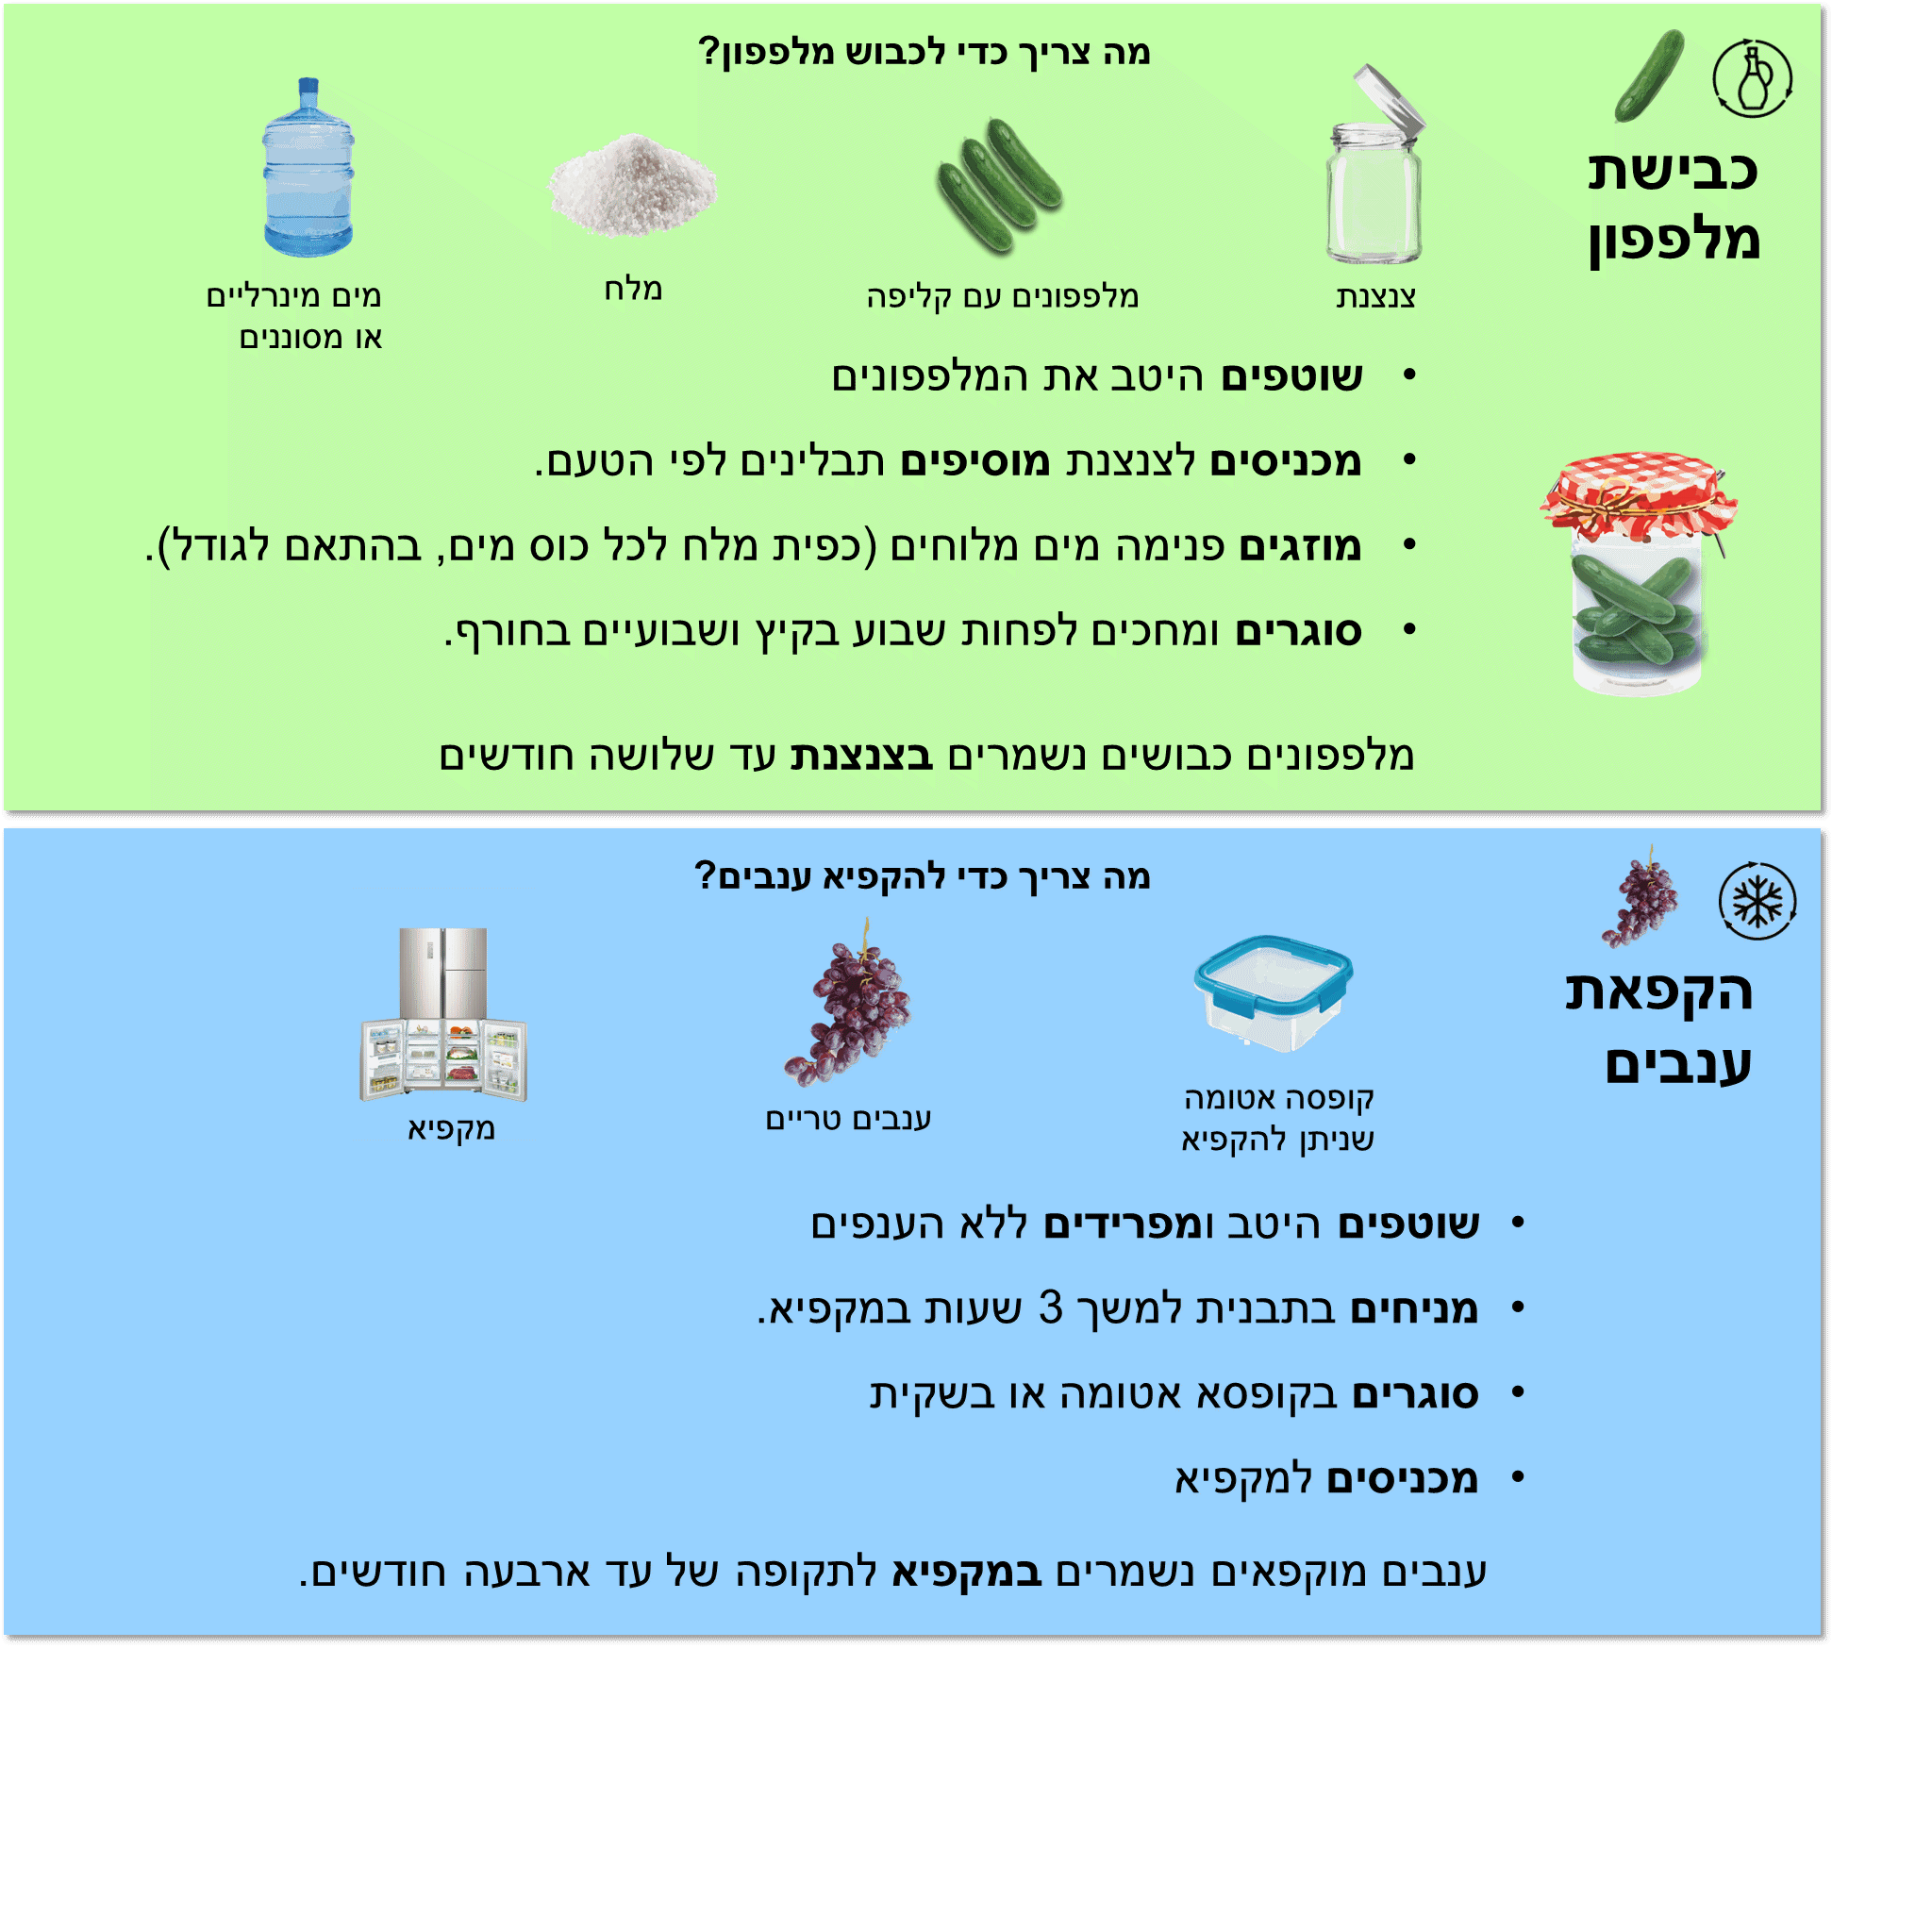 מה צריך כדי לכבוש מלפפון?
כבישת
מלפפון
צנצנת
מלפפונים עם קליפה
מלח
מים מינרליים
או מסוננים
• שוטפים היטב את המלפפונים
• מכניסים לצנצנת מוסיפים תבלינים לפי הטעם.
• מוזגים פנימה מים מלוחים (כפית מלח לכל כוס מים, בהתאם לגודל).
• סוגרים ומחכים לפחות שבוע בקיץ ושבועיים בחורף.
מלפפונים כבושים נשמרים בצנצנת עד שלושה חודשים
מה צריך כדי להקפיא ענבים?
הקפאת
ענבים
קופסה אטומה
שניתן להקפיא
ענבים טריים
מקפיא
• שוטפים היטב ומפרידים ללא הענפים
• מניחים בתבנית למשך 3 שעות במקפיא.
• סוגרים בקופסא אטומה או בשקית
• מכניסים למקפיא
ענבים מוקפאים נשמרים במקפיא לתקופה של עד ארבעה חודשים.